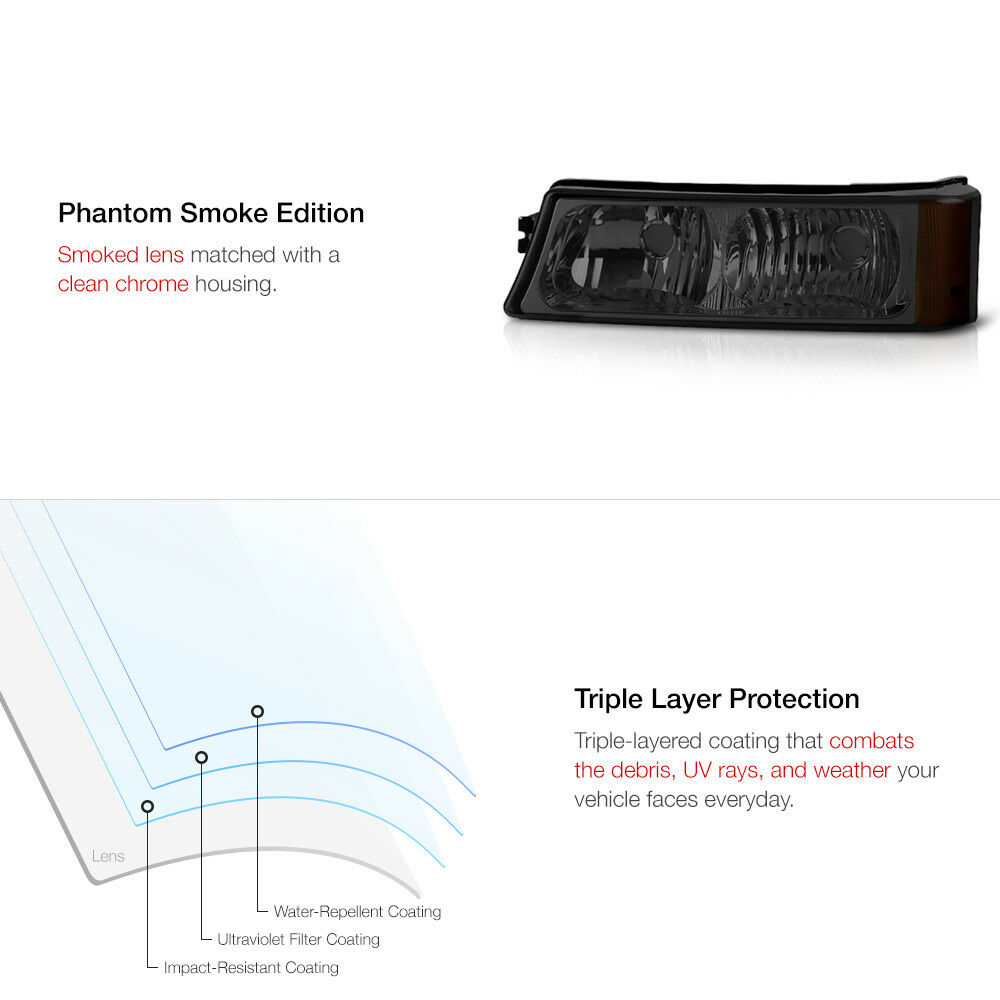 Phantom Smoke Edition
Smoked lens matched with a
clean chrome housing.
Triple Layer Protection
Triple-layered coating that combats
the debris, UV rays, and weather your
vehicle faces everyday.
Lens
Water-Repellent Coating
Ultraviolet Filter Coating
Impact-Resistant Coating